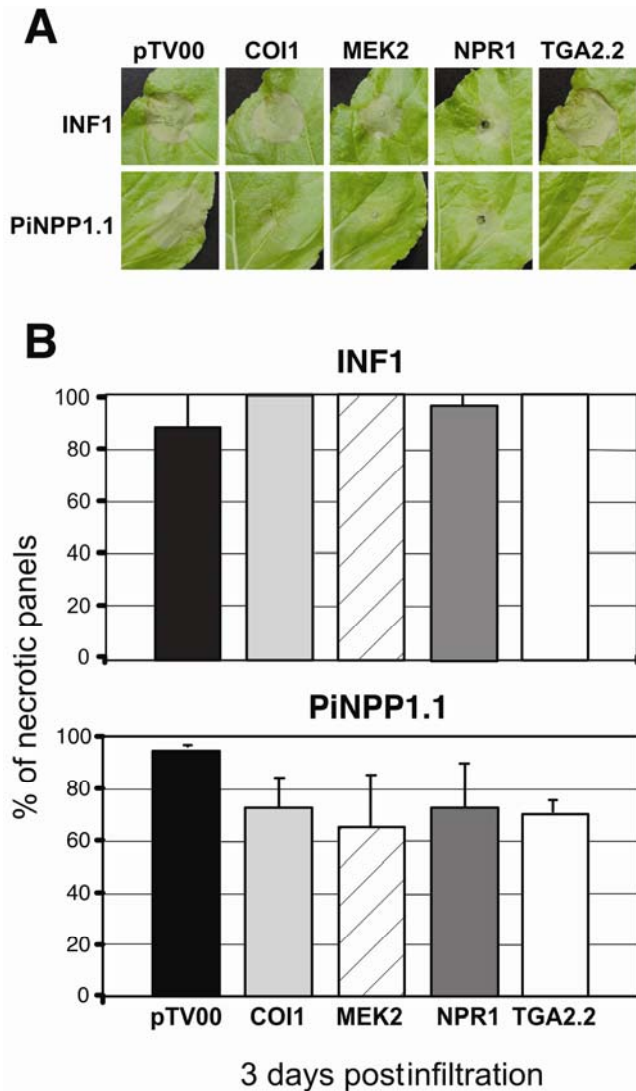 A
pTV00 COI1 MEK2 NPR1 TGA2.2
INF1
PiNPP1.1
B
INF1
100
80
60
40
20
0
% of necrotic panels
PiNPP1.1
100
80
60
40
20
0
pTV00 COI1 MEK2 NPR1 TGA2.2
3 days postinfiltration